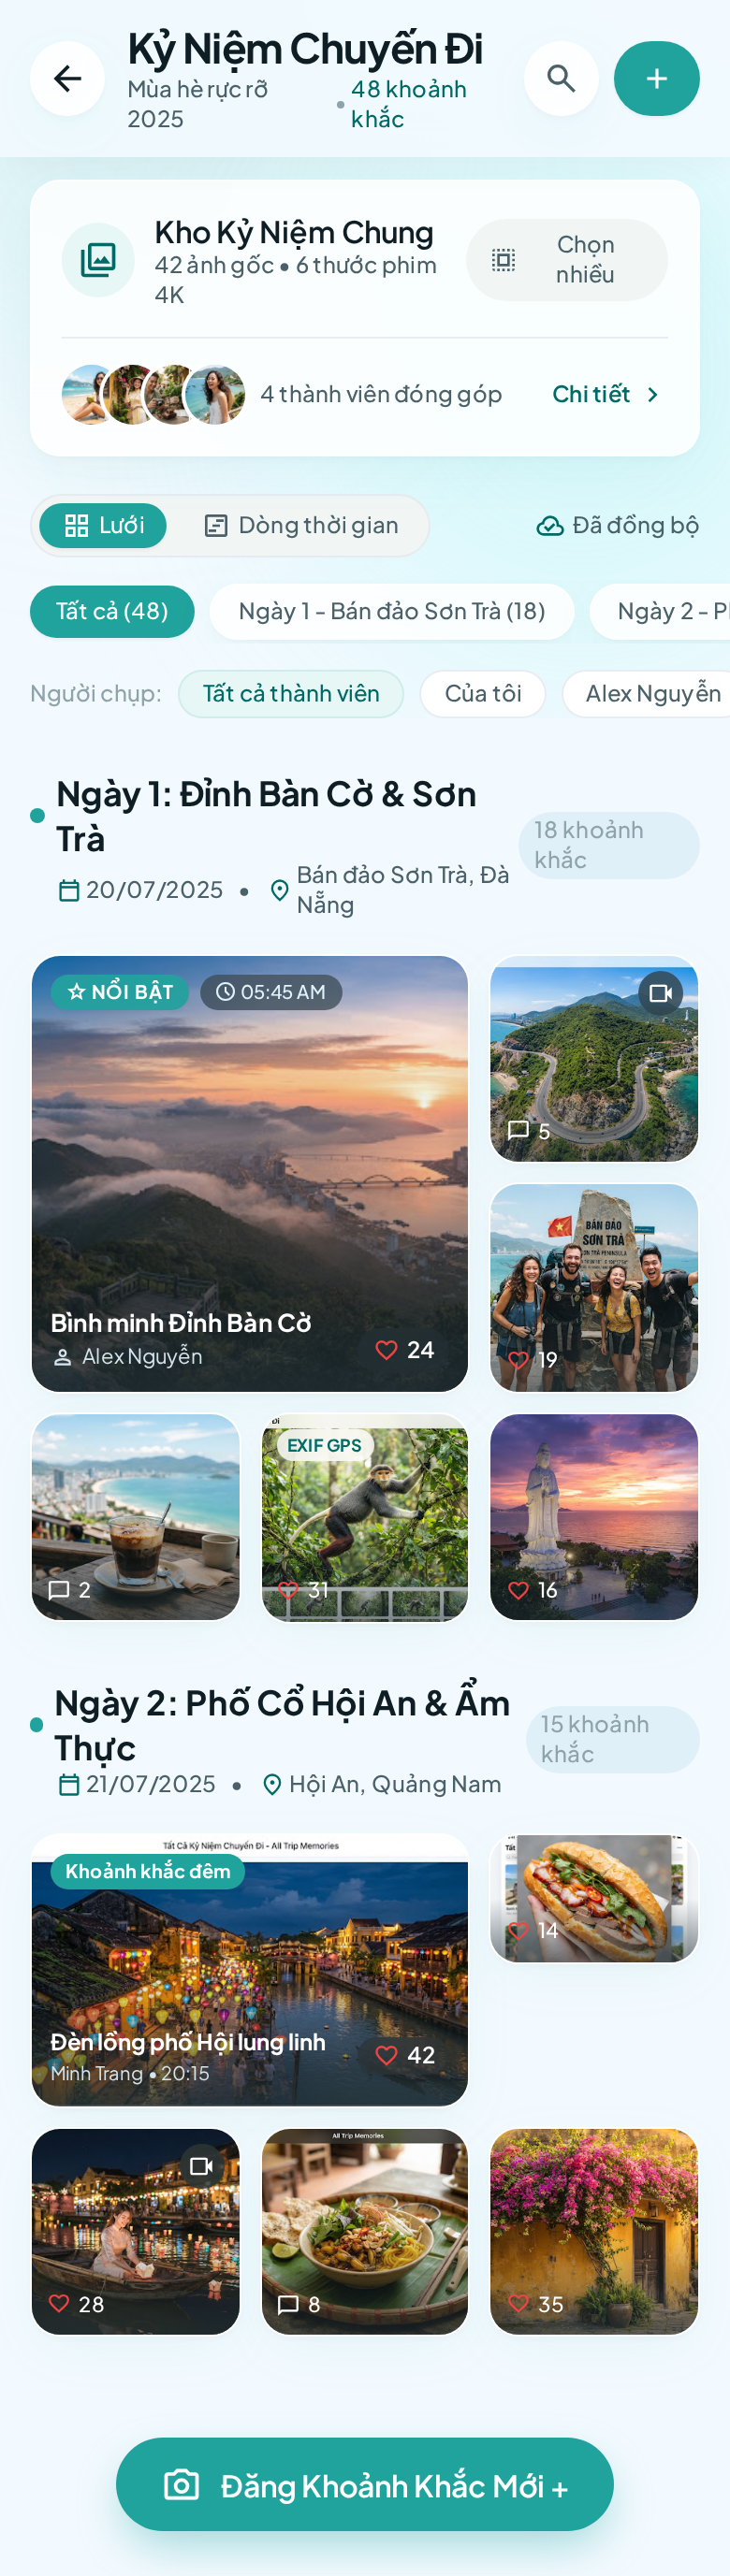 Kỷ Niệm Chuyến Đi
Mùa hè rực rỡ
2025
48 khoảnh
khắc
Kho Kỷ Niệm Chung
42 ảnh gốc • 6 thước phim
4K
Chọn
nhiều
4 thành viên đóng góp
Chi tiết
Lưới
Dòng thời gian
Đã đồng bộ
Tất cả (48)
Ngày 1 - Bán đảo Sơn Trà (18)
Ngày 2 -
Người chụp:
Tất cả thành viên
Của tôi
Alex Nguyễn
Ngày 1: Đỉnh Bàn Cờ & Sơn
Trà
18 khoảnh
khắc
20/07/2025 •
Bán đảo Sơn Trà, Đà
Nẵng
NỔI BẬT
05:45 AM
Bình minh Đỉnh Bàn Cờ
Alex Nguyễn
24
5
BÁN ĐẢO
SƠN TRÀ
19
2
EXIF GPS
31
16
Ngày 2: Phố Cổ Hội An & Ẩm
Thực
15 khoảnh
khắc
21/07/2025 •
Hội An, Quảng Nam
Tất Cả Kỷ Niệm Chuyến Đi - All Trip Memories
Khoảnh khắc đêm
Đèn lồng phố Hội lung linh
Minh Trang • 20:15
42
14
28
All Trip Memories
8
35
Đăng Khoảnh Khắc Mới +